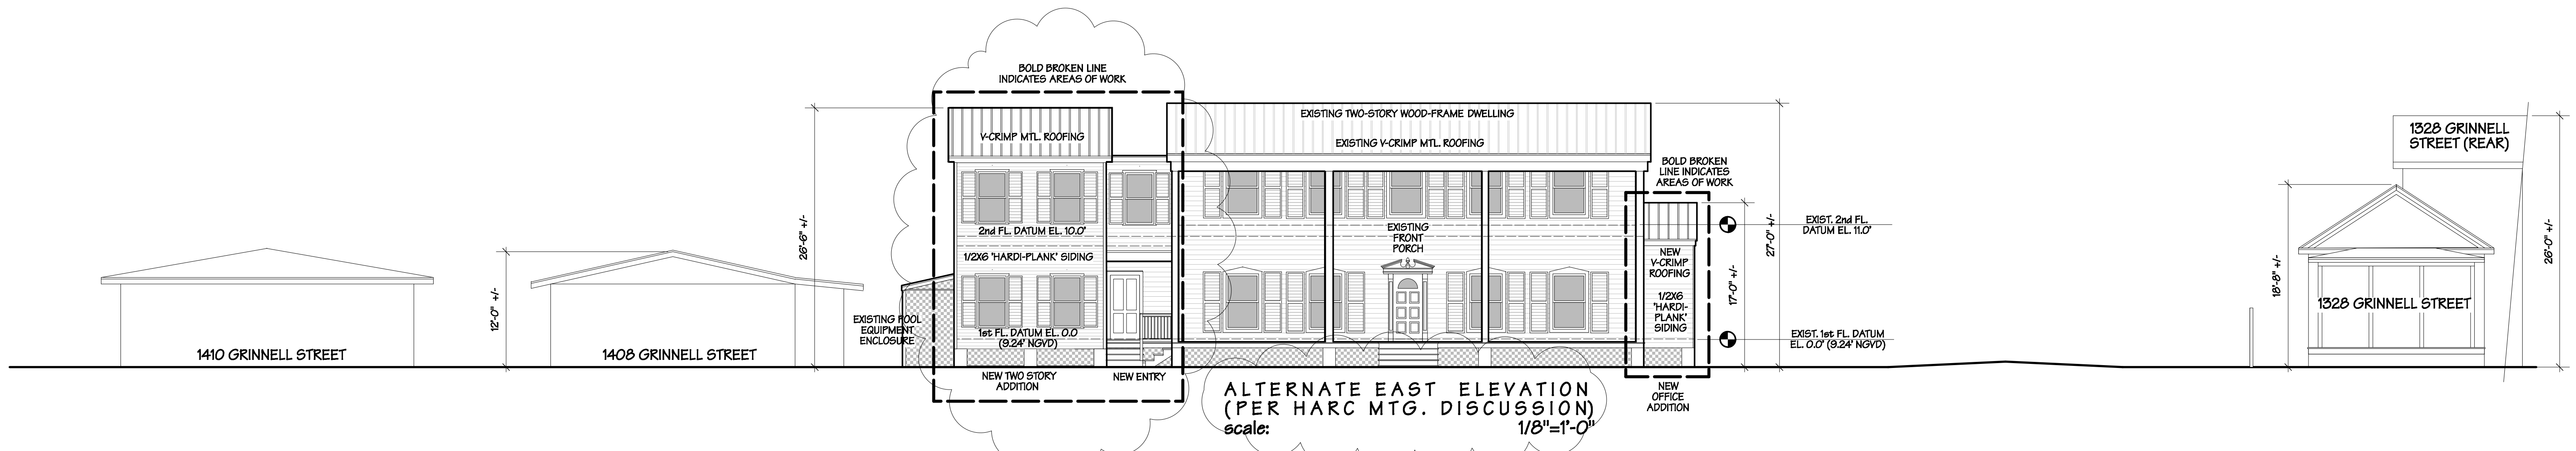 BOLD BROKEN LINE
INDICATES AREAS OF WORK
V-CRIMP MTL. ROOFING
EXISTING TWO-STORY WOOD-FRAME DWELLING
EXISTING V-CRIMP MTL. ROOFING
BOLD BROKEN
LINE INDICATES
AREAS OF WORK
1328 GRINNELL
STREET (REAR)
12'-0" +/-
26'-6" +/-
2nd FL. DATUM EL. 10.0'
1/2X6 'HARDI-PLANK' SIDING
1st FL. DATUM EL. 0.0
(9.24' NGVD)
EXISTING
FRONT
PORCH
NEW
V-CRIMP
ROOFING
1/2X6
'HARDI-
PLANK'
SIDING
17'-0" +/-
27'-0" +/-
EXIST. 2nd FL.
DATUM EL. 11.0'
EXIST. 1st FL. DATUM
EL. 0.0' (9.24' NGVD)
18'-8" +/-
26'-0" +/-
1328 GRINNELL STREET
EXISTING POOL
EQUIPMENT
ENCLOSURE
1410 GRINNELL STREET
1408 GRINNELL STREET
NEW TWO STORY
ADDITION
NEW ENTRY
NEW
OFFICE
ADDITION
ALTERNATE EAST ELEVATION
(PER HARC MTG. DISCUSSION)
scale: 1/8"=1'-0"